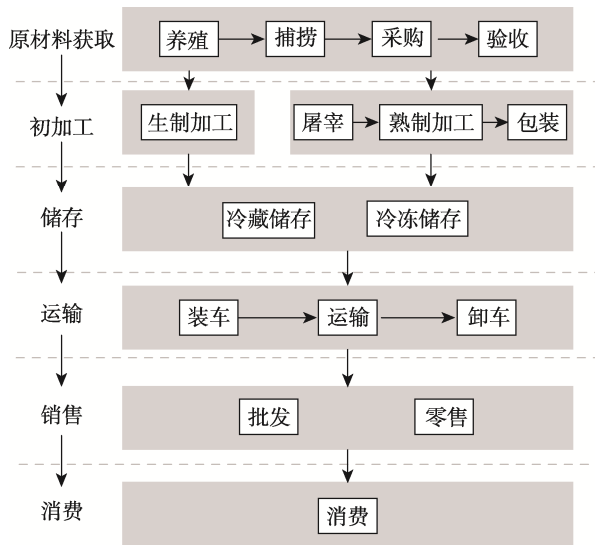 原材料获取 养殖 捕捞 采购 验收
初加工 生制加工 屠宰 熟制加工 包装
储存 冷藏储存 冷冻储存
运输 装车 运输 卸车
销售 批发 零售
消费 消费